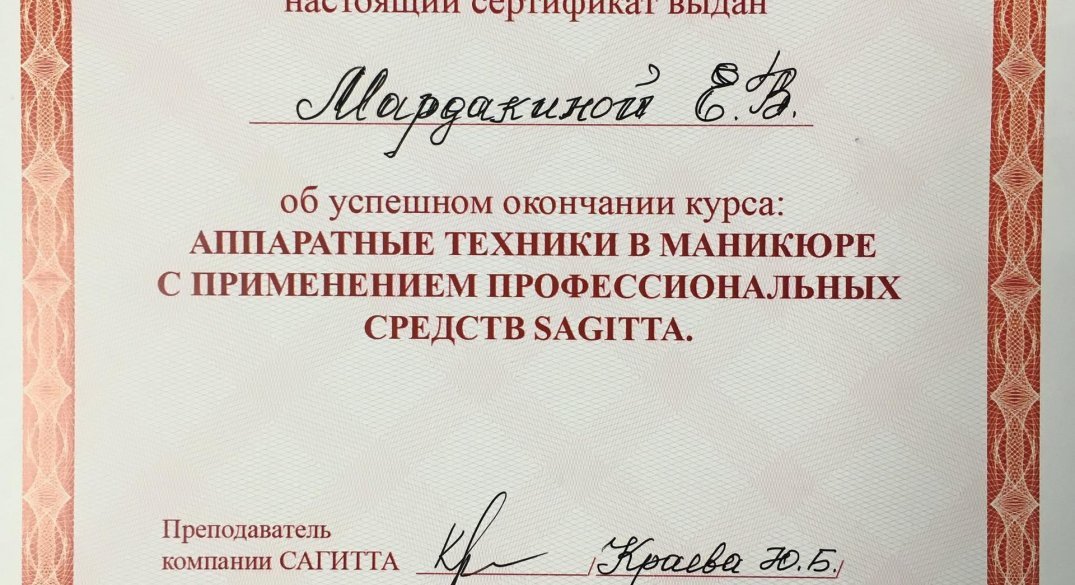 настоящий сертификат выдан
Мардакиной Е.В.
об успешном окончании курса:
АППАРАТНЫЕ ТЕХНИКИ В МАНИКЮРЕ
С ПРИМЕНЕНИЕМ ПРОФЕССИОНАЛЬНЫХ
СРЕДСТВ SAGITTA.
Преподаватель
компании САГИТТА /Краева Ю.Б./